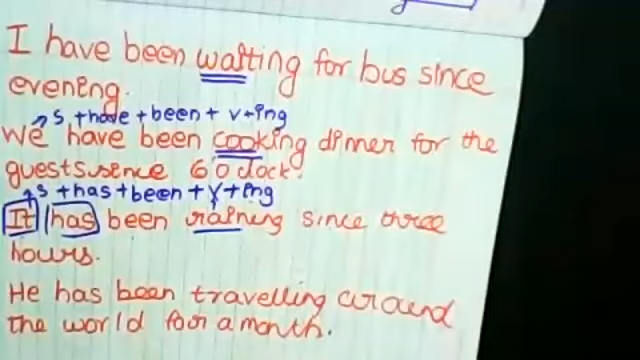 I have been waiting for bus since
evening.
s + have + been + v+ing
We have been cooking dinner for the
guests sence 6 o clock.
s + has + been + v + ing
It has been raining since three
hours.
He has been travelling around
the world for a month.